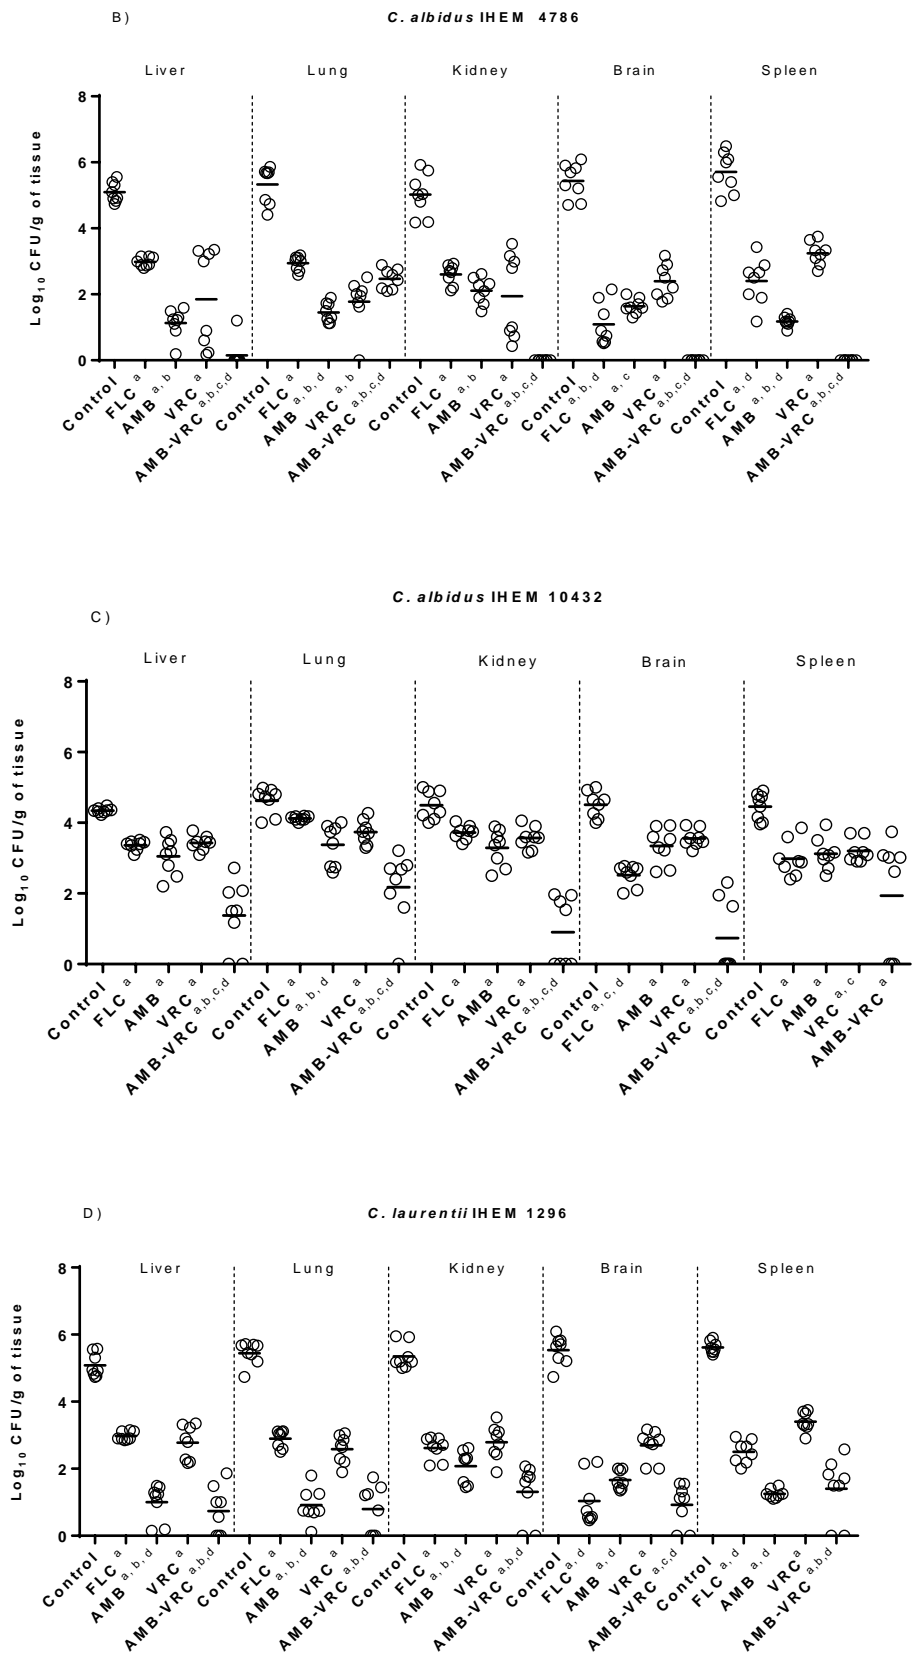 B)
C. albidus IHEM 4786
Liver Lung Kidney Brain Spleen
Log10 CFU/g of tissue
8
6
4
2
0
Control FLC a AMB a, b VRC a AMB-VRC a,b,c,d Control FLC a AMB a, b, d VRC a, b AMB-VRC a,b,c,d Control FLC a AMB a, b VRC a AMB-VRC a,b,c,d Control FLC a, b, d AMB a, c VRC a AMB-VRC a,b,c,d Control FLC a, d AMB a, b, d VRC a AMB-VRC a,b,c,d
C. albidus IHEM 10432
C)
Liver Lung Kidney Brain Spleen
Log10 CFU/g of tissue
8
6
4
2
0
Control FLC a AMB a VRC a AMB-VRC a,b,c,d Control FLC a AMB a, b, d VRC a AMB-VRC a,b,c,d Control FLC a AMB a VRC a AMB-VRC a,b,c,d Control FLC a, c, d AMB a VRC a AMB-VRC a,b,c,d Control FLC a AMB a VRC a, c AMB-VRC a
D)
C. laurentii IHEM 1296
Liver Lung Kidney Brain Spleen
Log10 CFU/g of tissue
8
6
4
2
0
Control FLC a AMB a, b, d VRC a AMB-VRC a,b,d Control FLC a AMB a, b, d VRC a AMB-VRC a,b,d Control FLC a AMB a, b, d VRC a AMB-VRC a,b,d Control FLC a, d AMB a, d VRC a AMB-VRC a,c,d Control FLC a, d AMB a, d VRC a AMB-VRC a,b,d